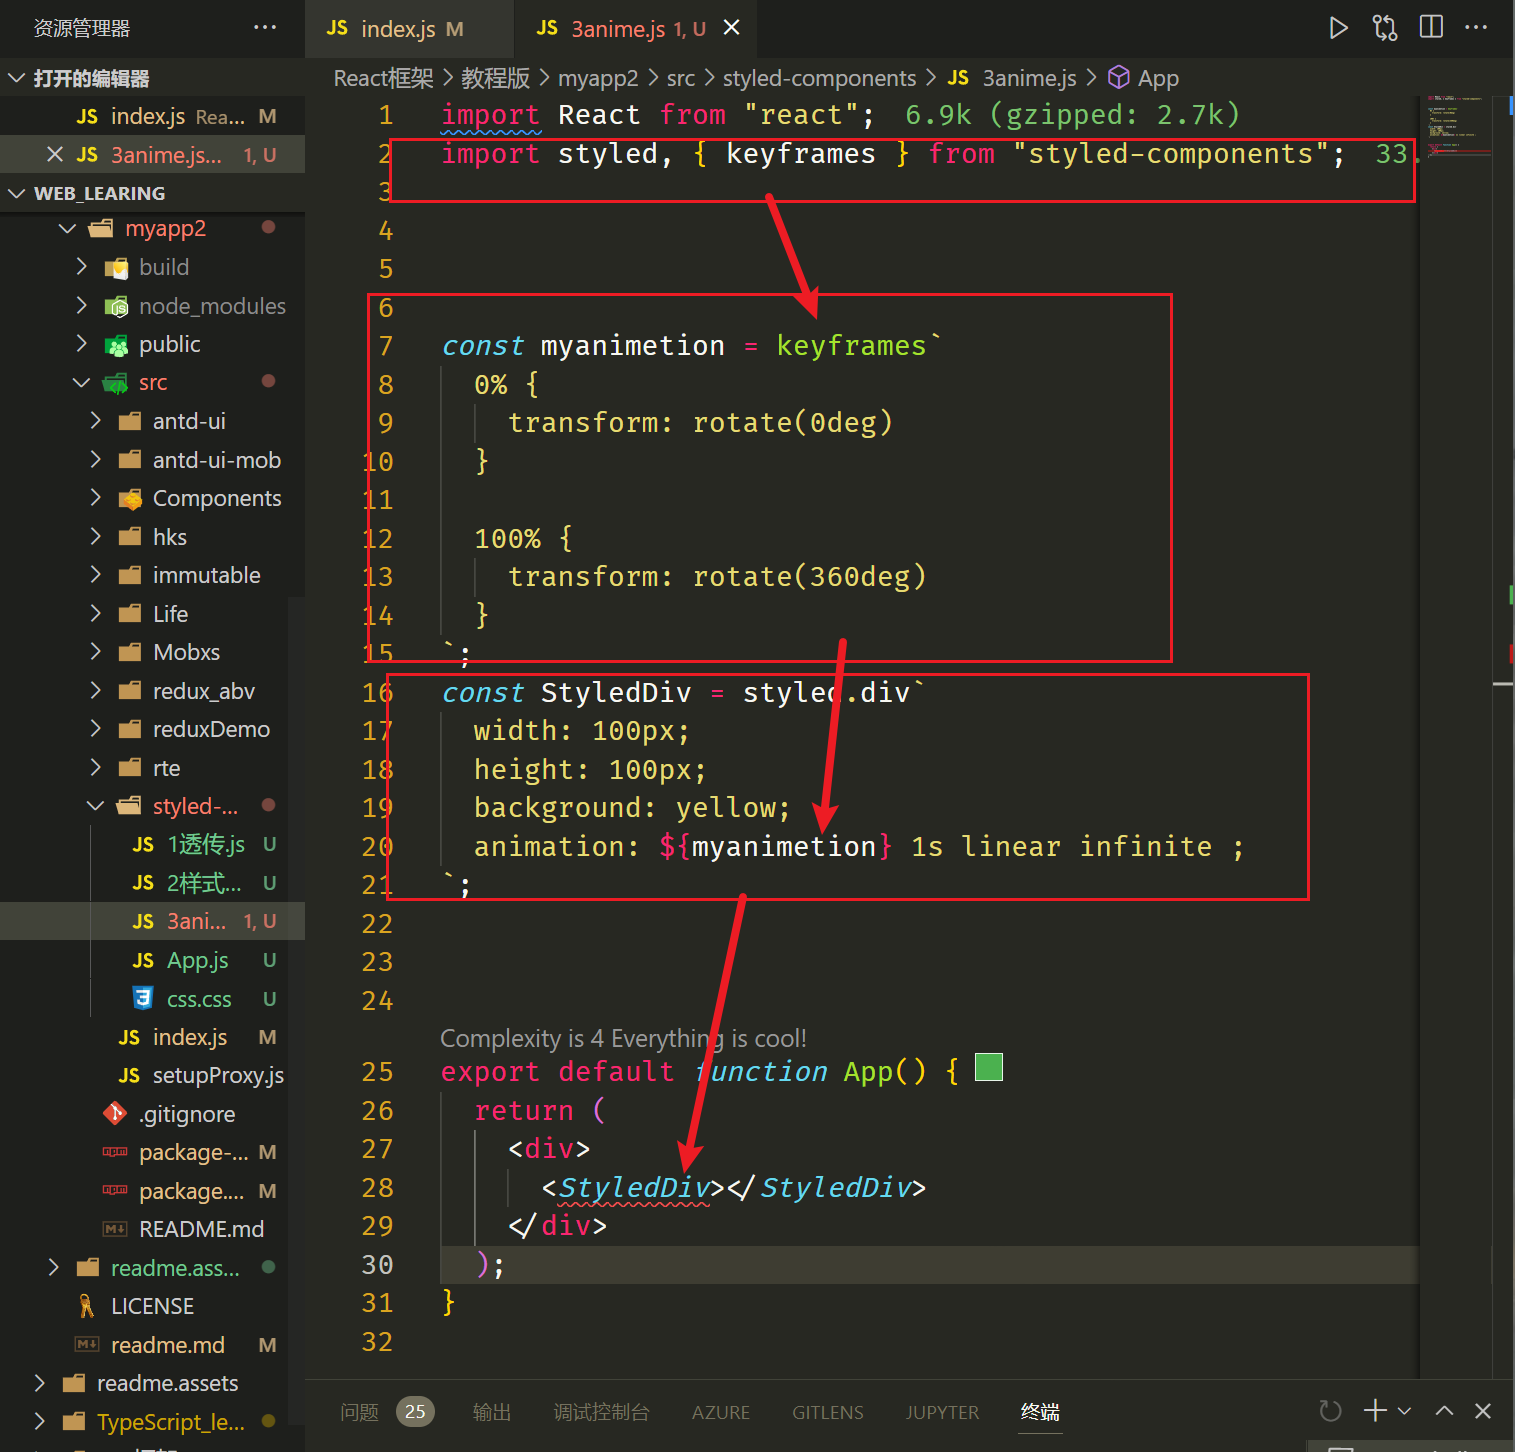 资源管理器 ···
打开的编辑器
JS index.js Rea... M
JS 3anime.js... 1, U
WEB_LEARING
myapp2
build
node_modules
public
src
antd-ui
antd-ui-mob
Components
hks
immutable
Life
Mobxs
redux_abv
reduxDemo
rte
styled-...
JS 1透传.js U
JS 2样式... U
JS 3ani... 1, U
JS App.js U
css.css U
JS index.js M
JS setupProxy.js
.gitignore
package-... M
package.... M
README.md
readme.ass...
LICENSE
readme.md M
readme.assets
TypeScript_le...
JS index.js M
JS 3anime.js 1, U
React框架 > 教程版 > myapp2 > src > styled-components > JS 3anime.js > App
1 import React from "react"; 6.9k (gzipped: 2.7k)
2 import styled, { keyframes } from "styled-components"; 33.
3
4
5
6
7 const myanimetion = keyframes`
8 0% {
9 transform: rotate(0deg)
10 }
11
12 100% {
13 transform: rotate(360deg)
14 }
15 `;
16 const StyledDiv = styled.div`
17 width: 100px;
18 height: 100px;
19 background: yellow;
20 animation: ${myanimetion} 1s linear infinite ;
21 `;
22
23
24
Complexity is 4 Everything is cool!
25 export default function App() {
26 return (
27 <div>
28 <StyledDiv></StyledDiv>
29 </div>
30 );
31 }
32
问题 25 输出 调试控制台 AZURE GITLENS JUPYTER 终端